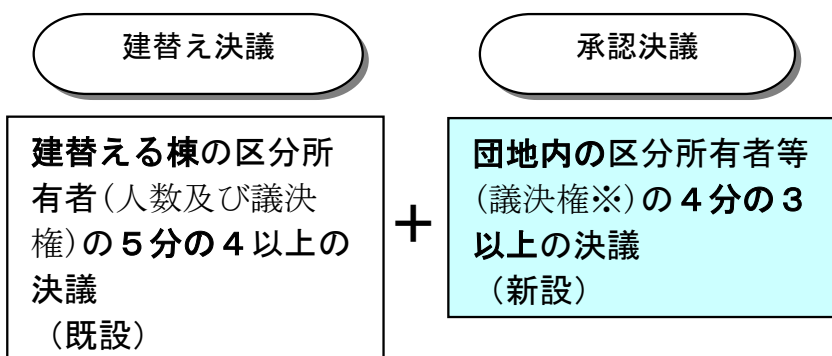 建替え決議
承認決議
建替える棟の区分所
有者(人数及び議決
権)の５分の４以上の
決議
（既設）
＋
団地内の区分所有者等
(議決権※)の４分の３
以上の決議
（新設）